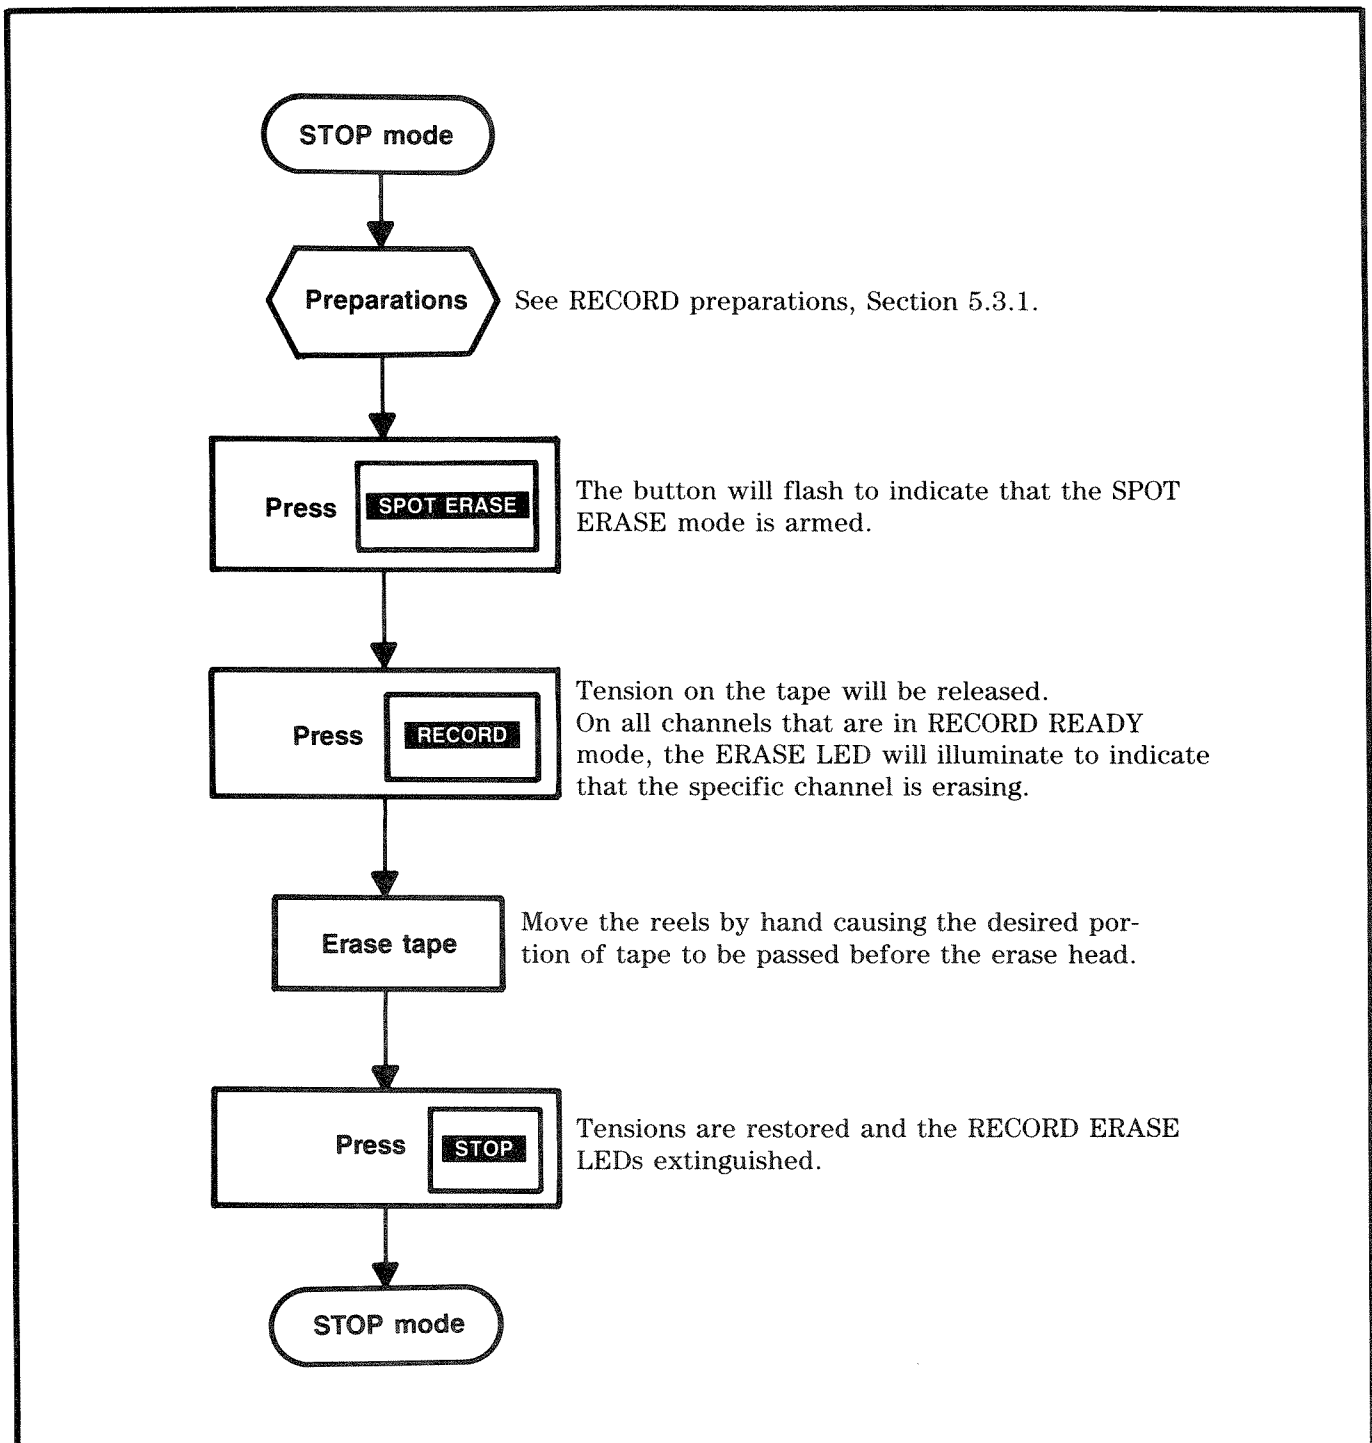 STOP mode
Preparations
See RECORD preparations, Section 5.3.1.
Press SPOT ERASE
The button will flash to indicate that the SPOT
ERASE mode is armed.
Press RECORD
Tension on the tape will be released.
On all channels that are in RECORD READY
mode, the ERASE LED will illuminate to indicate
that the specific channel is erasing.
Erase tape
Move the reels by hand causing the desired por-
tion of tape to be passed before the erase head.
Press STOP
Tensions are restored and the RECORD ERASE
LEDs extinguished.
STOP mode